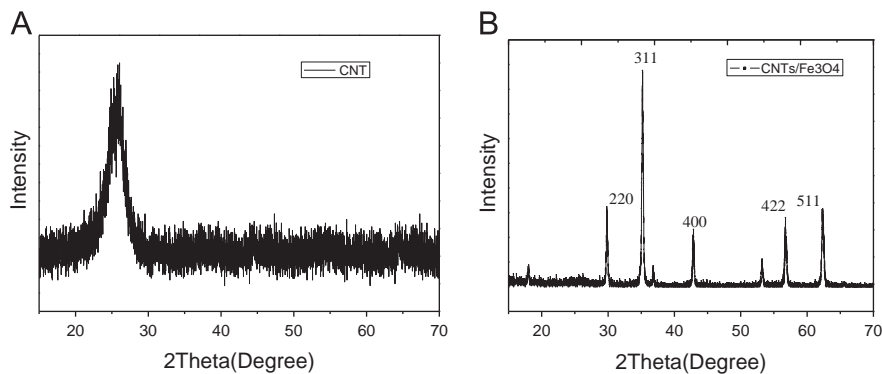 A
CNT
Intensity
20 30 40 50 60 70
2Theta(Degree)
B
CNTs/Fe3O4
311
220
400
422
511
Intensity
20 30 40 50 60 70
2Theta(Degree)